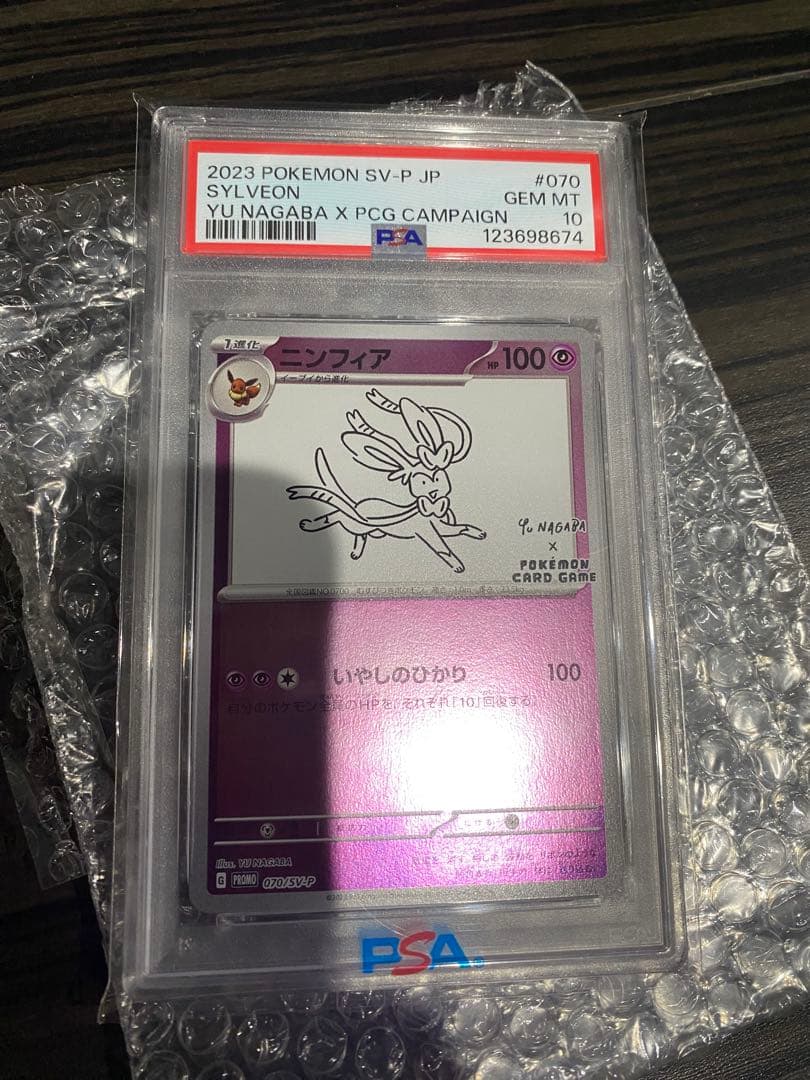 2023 POKEMON SV-P JP #070
SYLVEON GEM MT
YU NAGABA X PCG CAMPAIGN 10
PSA 123698674
1進化 ニンフィア HP 100
イーブイから進化
YU NAGABA
X
POKÉMON
CARD GAME
いやしのひかり 100
自分のポケモン全員のHPを、それぞれ「10」回復する。
Illus. YU NAGABA
G PROMO 070/SV-P
PSA